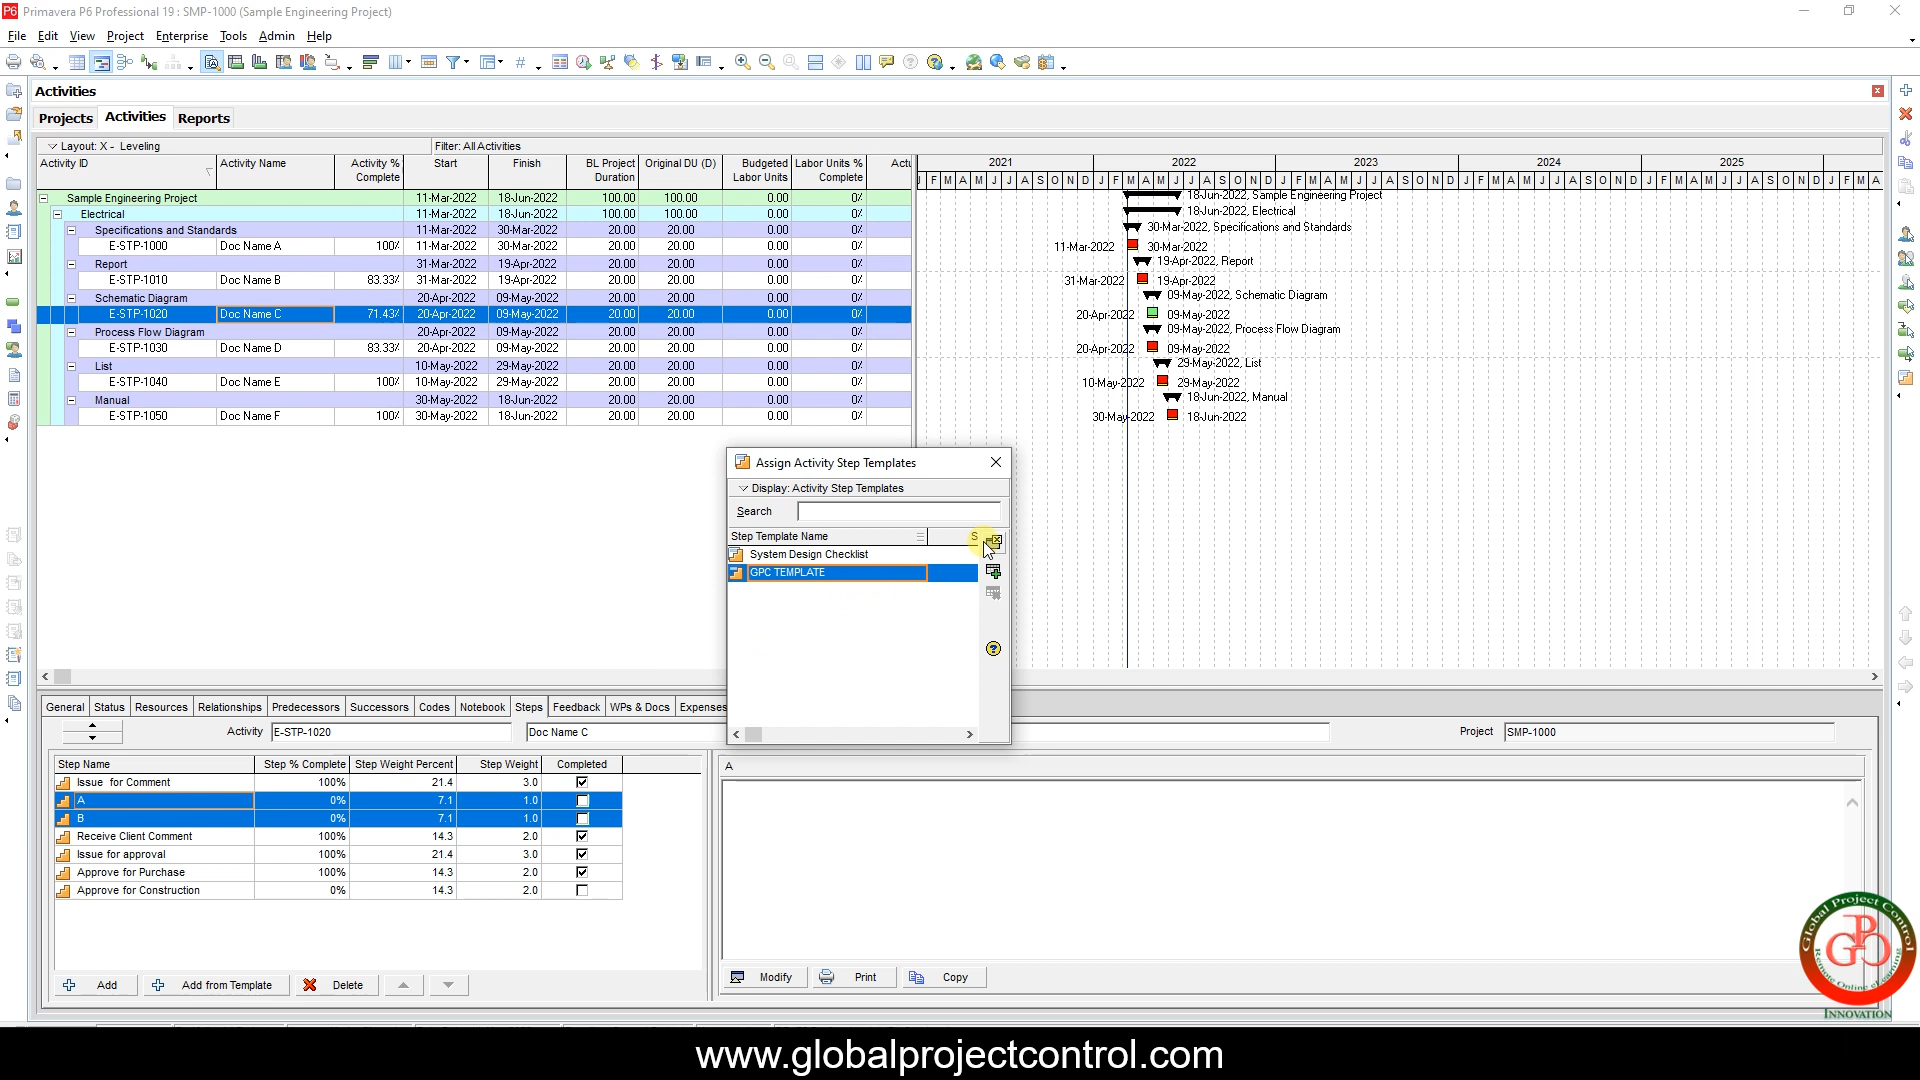 P6 Primavera P6 Professional 19 : SMP-1000 (Sample Engineering Project)
File Edit View Project Enterprise Tools Admin Help
Activities
Projects Activities Reports
Layout: X - Leveling Filter: All Activities
Activity ID Activity Name Activity % Complete Start Finish BL Project Duration Original DU (D) Budgeted Labor Units Labor Units % Complete Actu
2021 2022 2023 2024 2025
F M A M J J A S O N D J F M A M J J A S O N D J F M A M J J A S O N D J F M A M J J A S O N D J F M A M J J A S O N D J F M A
Sample Engineering Project 11-Mar-2022 18-Jun-2022 100.00 100.00 0.00 0% 18-Jun-2022, Sample Engineering Project
Electrical 11-Mar-2022 18-Jun-2022 100.00 100.00 0.00 0% 18-Jun-2022, Electrical
Specifications and Standards 11-Mar-2022 30-Mar-2022 20.00 20.00 0.00 0% 30-Mar-2022, Specifications and Standards
E-STP-1000 Doc Name A 100% 11-Mar-2022 30-Mar-2022 20.00 20.00 0.00 0% 11-Mar-2022 30-Mar-2022
Report 31-Mar-2022 19-Apr-2022 20.00 20.00 0.00 0% 19-Apr-2022, Report
E-STP-1010 Doc Name B 83.33% 31-Mar-2022 19-Apr-2022 20.00 20.00 0.00 0% 31-Mar-2022 19-Apr-2022
Schematic Diagram 20-Apr-2022 09-May-2022 20.00 20.00 0.00 0% 09-May-2022, Schematic Diagram
E-STP-1020 Doc Name C 71.43% 20-Apr-2022 09-May-2022 20.00 20.00 0.00 0% 20-Apr-2022 09-May-2022
Process Flow Diagram 20-Apr-2022 09-May-2022 20.00 20.00 0.00 0% 09-May-2022, Process Flow Diagram
E-STP-1030 Doc Name D 83.33% 20-Apr-2022 09-May-2022 20.00 20.00 0.00 0% 20-Apr-2022 09-May-2022
List 10-May-2022 29-May-2022 20.00 20.00 0.00 0% 29-May-2022, List
E-STP-1040 Doc Name E 100% 10-May-2022 29-May-2022 20.00 20.00 0.00 0% 10-May-2022 29-May-2022
Manual 30-May-2022 18-Jun-2022 20.00 20.00 0.00 0% 18-Jun-2022, Manual
E-STP-1050 Doc Name F 100% 30-May-2022 18-Jun-2022 20.00 20.00 0.00 0% 30-May-2022 18-Jun-2022
Assign Activity Step Templates
Display: Activity Step Templates
Search
Step Template Name S
System Design Checklist
GPC TEMPLATE
General Status Resources Relationships Predecessors Successors Codes Notebook Steps Feedback WPs & Docs Expenses
Activity E-STP-1020 Doc Name C Project SMP-1000
Step Name Step % Complete Step Weight Percent Step Weight Completed A
Issue for Comment 100% 21.4 3.0
A 0% 7.1 1.0
B 0% 7.1 1.0
Receive Client Comment 100% 14.3 2.0
Issue for approval 100% 21.4 3.0
Approve for Purchase 100% 14.3 2.0
Approve for Construction 0% 14.3 2.0
Add Add from Template Delete Modify Print Copy
Global Project Control
GPC
Remote Online eLearning
INNOVATION
www.globalprojectcontrol.com